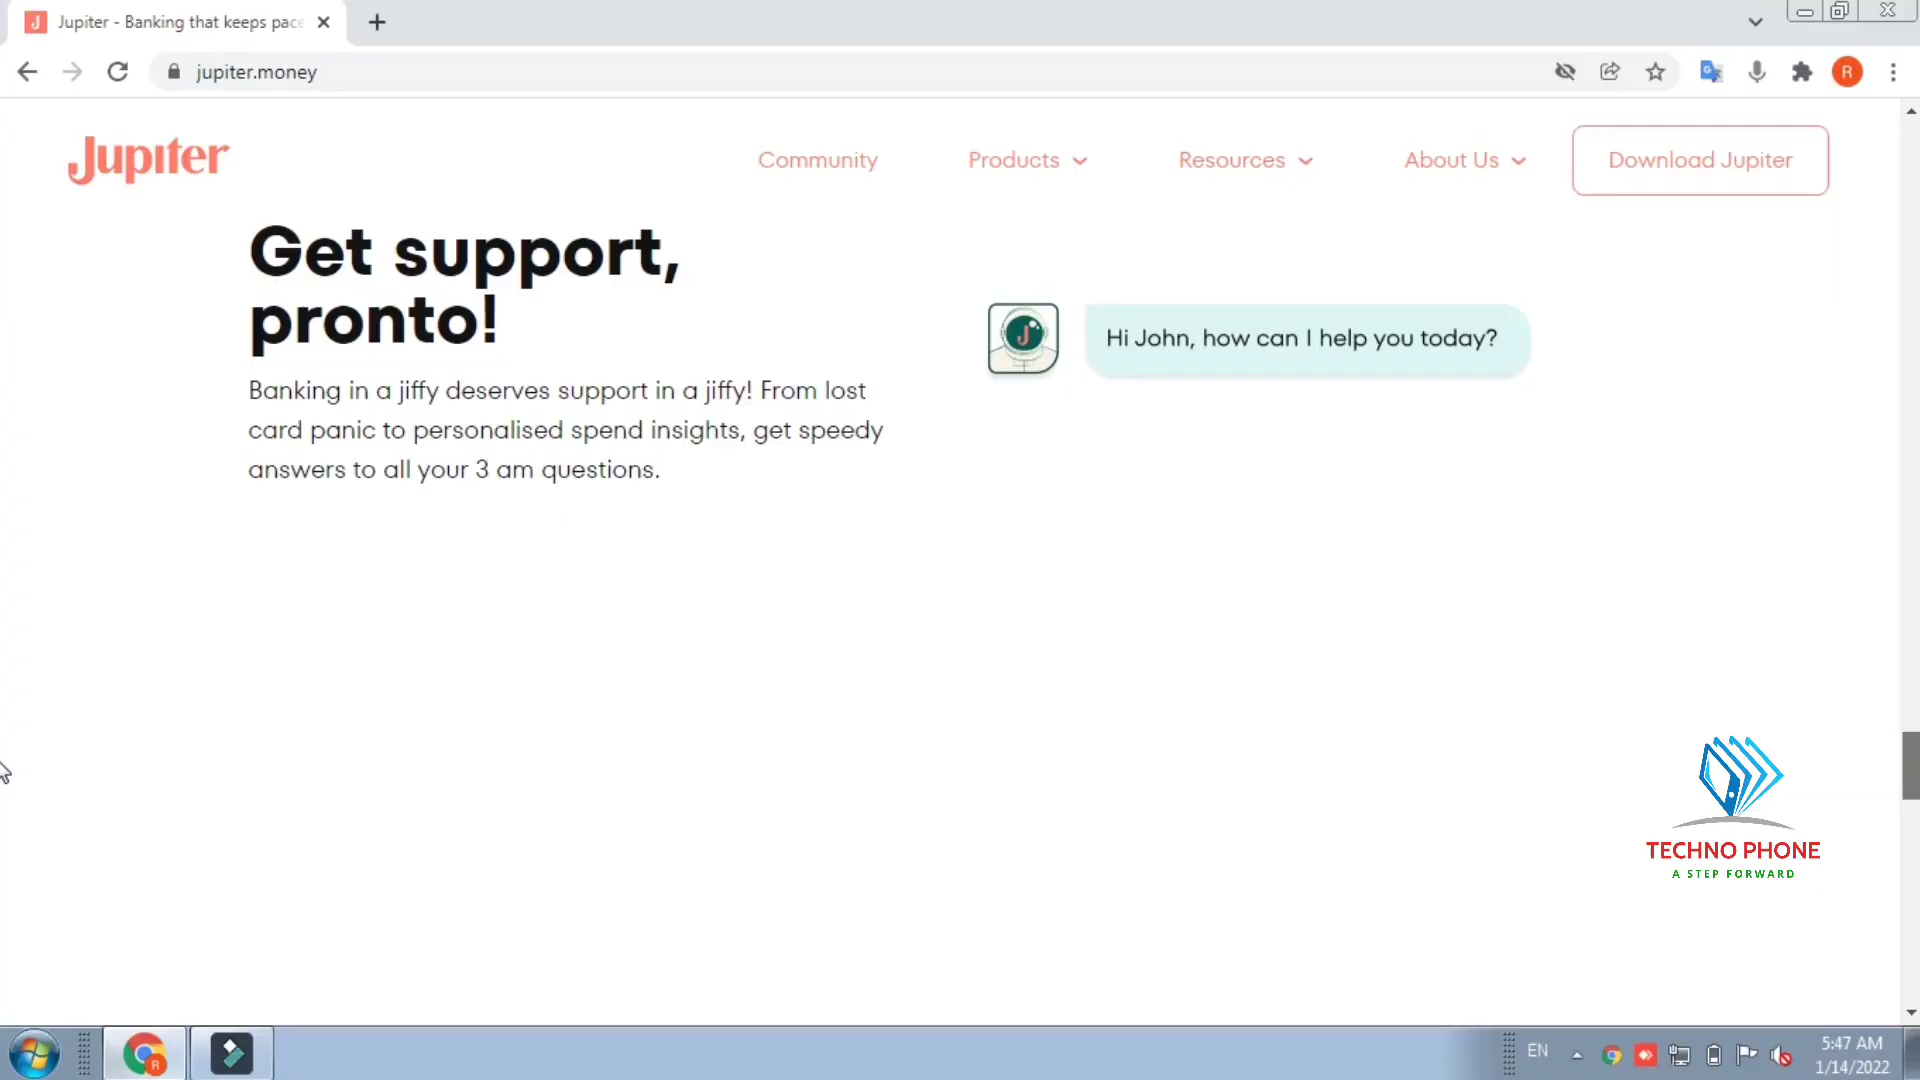 Jupiter - Banking that keeps pace
jupiter.money
R
Jupiter
Community
Products
Resources
About Us
Download Jupiter
Get support,
pronto!
Hi John, how can I help you today?
Banking in a jiffy deserves support in a jiffy! From lost
card panic to personalised spend insights, get speedy
answers to all your 3 am questions.
TECHNO PHONE
A STEP FORWARD
EN
5:47 AM
1/14/2022